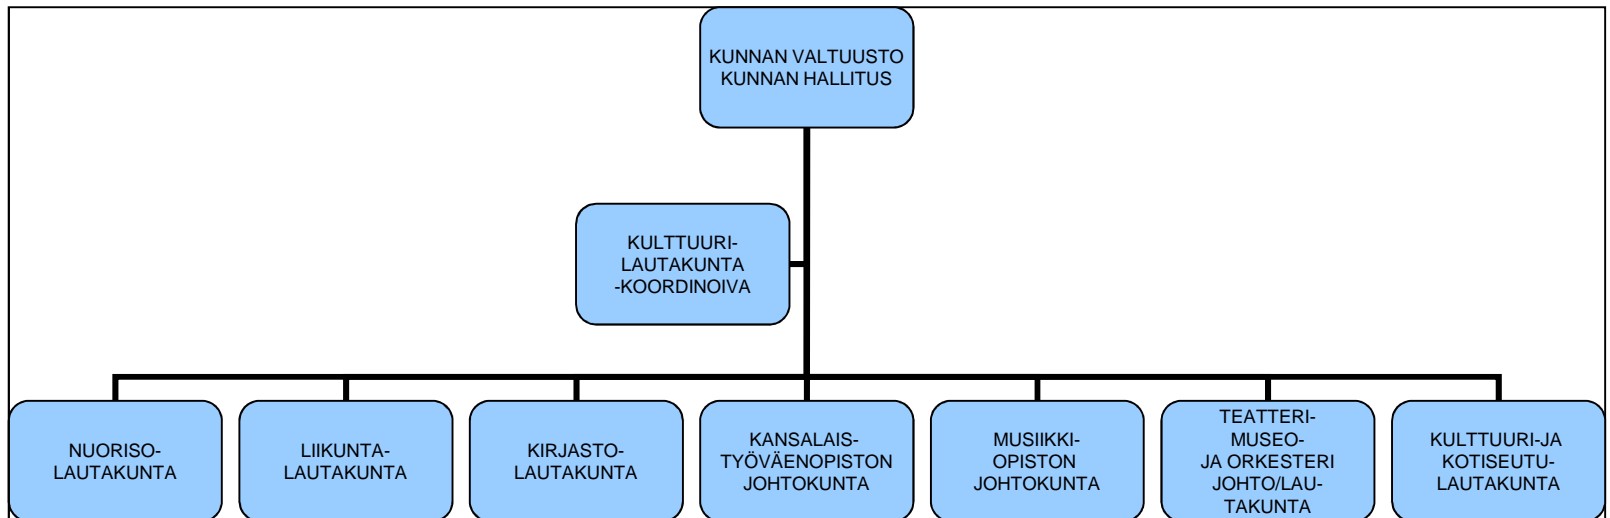 KUNNAN VALTUUSTO
KUNNAN HALLITUS
KULTTUURI-
LAUTAKUNTA
-KOORDINOIVA
NUORISO-
LAUTAKUNTA
LIIKUNTA-
LAUTAKUNTA
KIRJASTO-
LAUTAKUNTA
KANSALAIS-
TYÖVÄENOPISTON
JOHTOKUNTA
MUSIIKKI-
OPISTON
JOHTOKUNTA
TEATTERI-
MUSEO-
JA ORKESTERI
JOHTO/LAU-
TAKUNTA
KULTTUURI-JA
KOTISEUTU-
LAUTAKUNTA